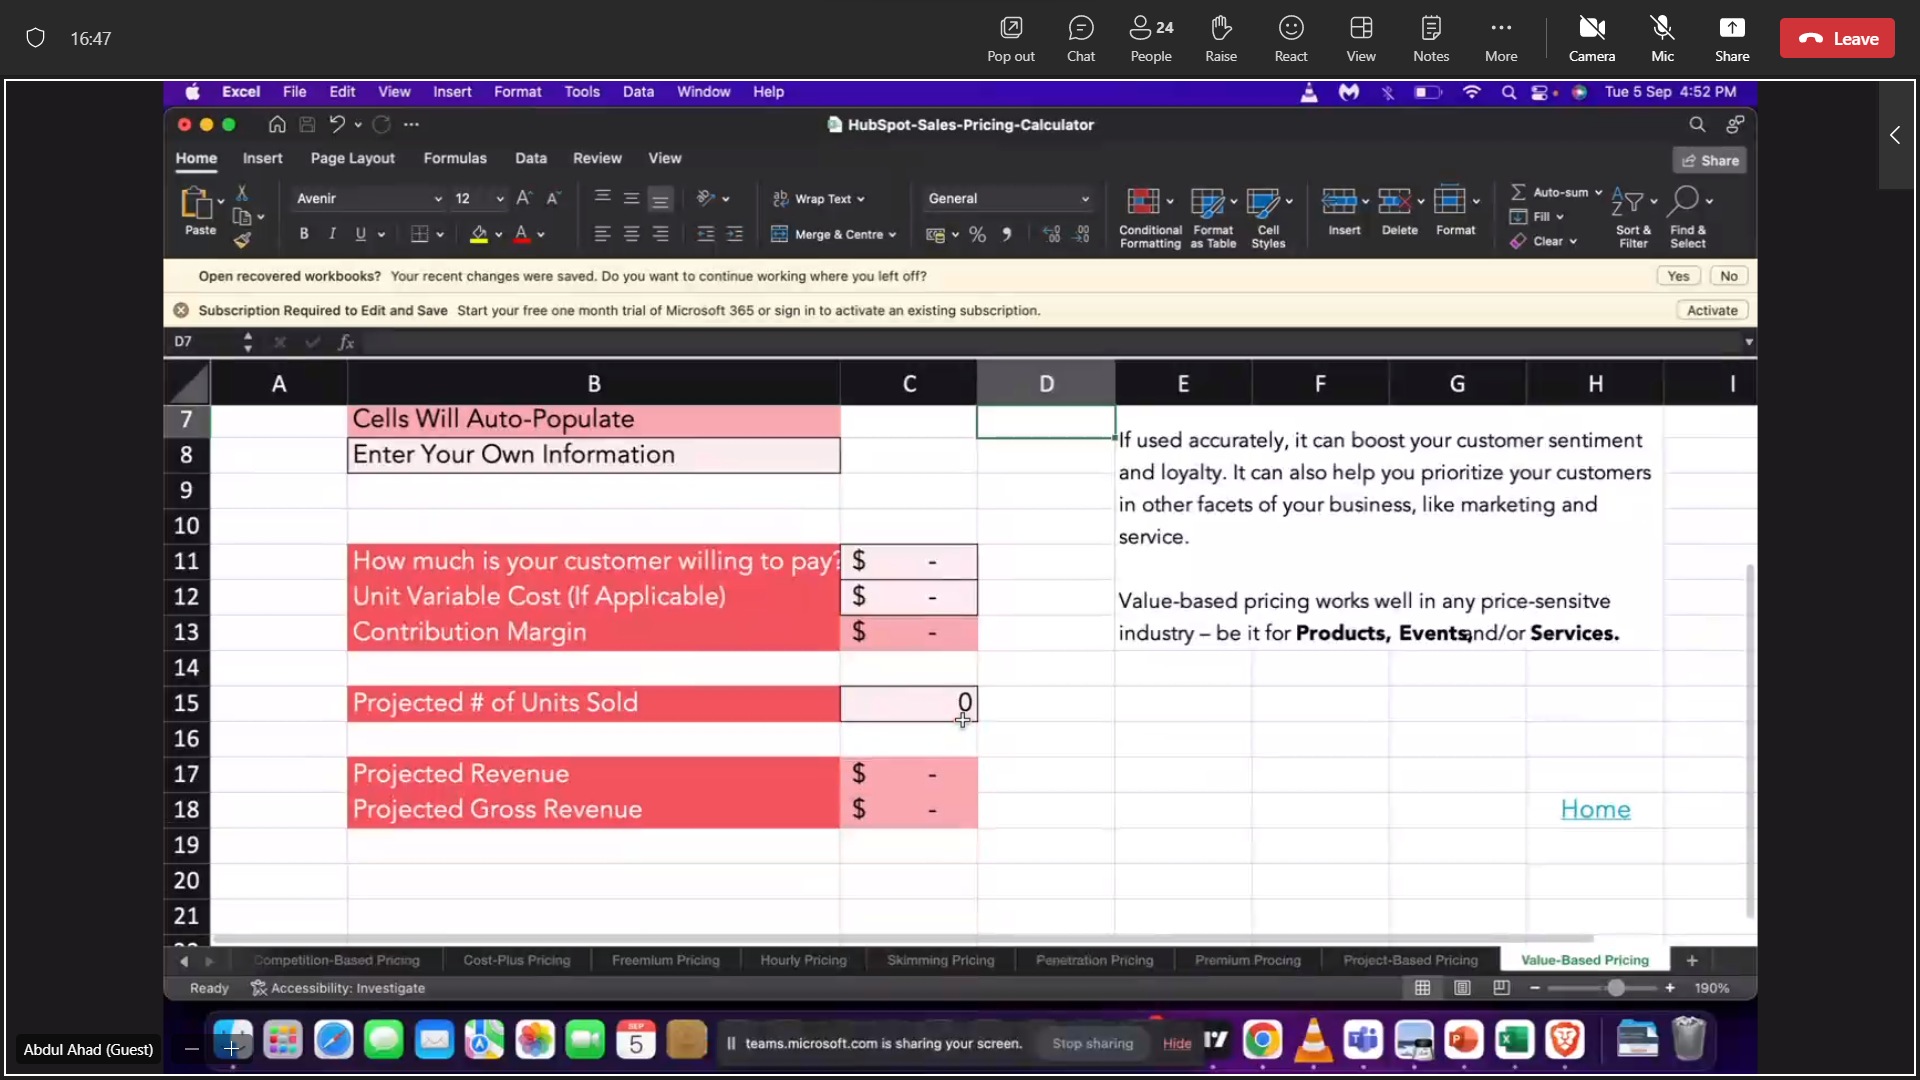 16:47
Pop out
Chat
24
People
Raise
React
View
Notes
More
Camera
Mic
Share
Leave
Excel File Edit View Insert Format Tools Data Window Help
Tue 5 Sep 4:52 PM
HubSpot-Sales-Pricing-Calculator
Home Insert Page Layout Formulas Data Review View
Share
Paste
Avenir
12
B I U
Wrap Text
Merge & Centre
General
Conditional Formatting
Format as Table
Cell Styles
Insert
Delete
Format
Auto-sum
Fill
Clear
Sort & Filter
Find & Select
Open recovered workbooks? Your recent changes were saved. Do you want to continue working where you left off?
Yes
No
Subscription Required to Edit and Save Start your free one month trial of Microsoft 365 or sign in to activate an existing subscription.
Activate
D7
fx
A B C D E F G H I
7 Cells Will Auto-Populate
8 Enter Your Own Information
If used accurately, it can boost your customer sentiment
and loyalty. It can also help you prioritize your customers
in other facets of your business, like marketing and
service.
9
10
11 How much is your customer willing to pay? $ -
12 Unit Variable Cost (If Applicable) $ -
13 Contribution Margin $ -
Value-based pricing works well in any price-sensitve
industry – be it for Products, Events, and/or Services.
14
15 Projected # of Units Sold 0
16
17 Projected Revenue $ -
18 Projected Gross Revenue $ -
Home
19
20
21
Competition-Based Pricing
Cost-Plus Pricing
Freemium Pricing
Hourly Pricing
Skimming Pricing
Penetration Pricing
Premium Procing
Project-Based Pricing
Value-Based Pricing
Ready
Accessibility: Investigate
190%
Abdul Ahad (Guest)
SEP
5
teams.microsoft.com is sharing your screen.
Stop sharing
Hide